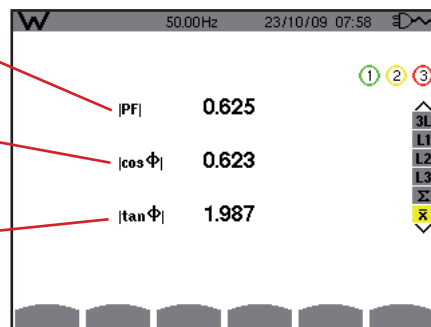 W 50.00Hz 23/10/09 07:58
1 2 3
|PF| 0.625
3L
L1
|cos Φ| 0.623
L2
L3
Σ
|tan Φ| 1.987
x̅